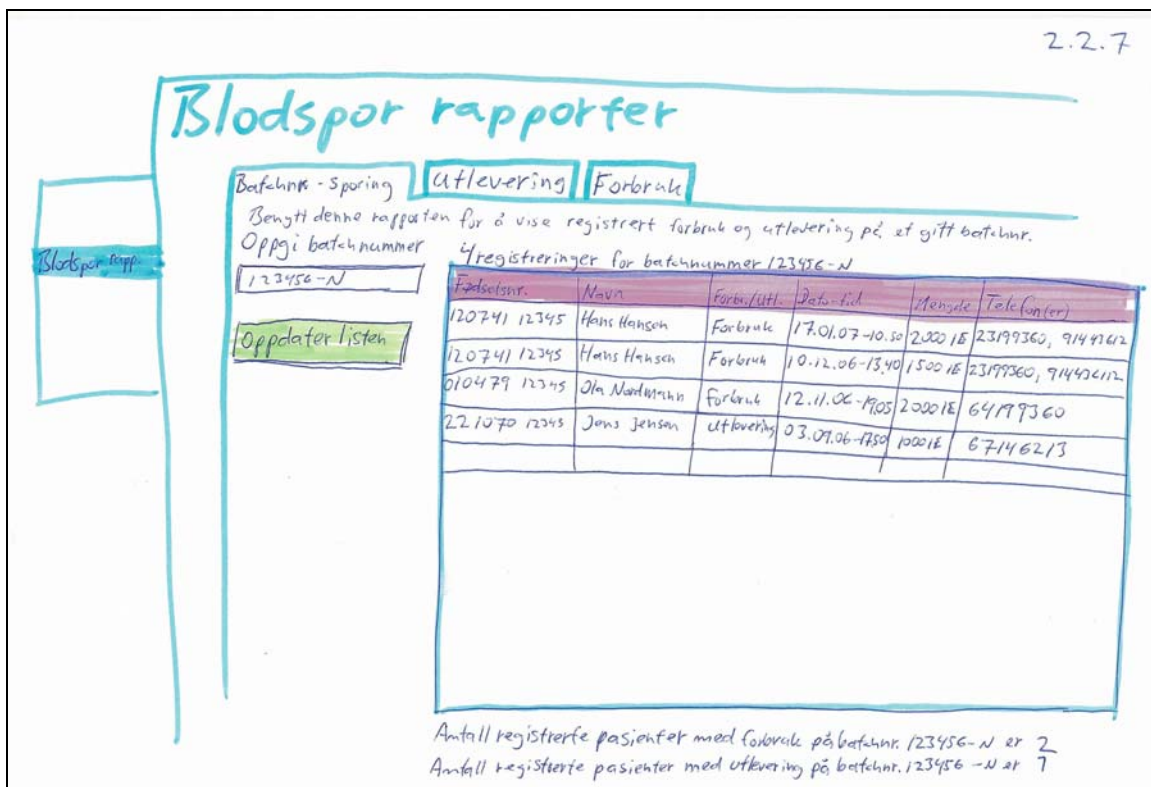 2.2.7
Blodspor rapporter
Batchnr - sporing Utlevering Forbruk
Benytt denne rapporten for å vise registrert forbruk og utlevering på et gitt batchnr.
Oppgi batchnummer
4 registreringer for batchnummer 123456-N
Blodspor rapp.
123456-N
Oppdater listen
Fødselsnr. Navn Forbr./Utl. Dato-tid Mengde Telefon(er)
120741 12345 Hans Hansen Forbruk 17.01.07-10.50 2000 IE 23199360, 91443612
120741 12345 Hans Hansen Forbruk 10.12.06-13,40 1500 IE 23199360,
010479 12345 Ola Nordmann Forbruk 12.11.06-19,05 2000 IE 64199360
221070 12345 Jens Jensen Utlevering 03.09.06-17,50 1000 IE 67146213
Antall registrerte pasienter med forbruk på batchnr. 123456-N er 2
Antall registrerte pasienter med utlevering på batchnr. 123456-N er 1